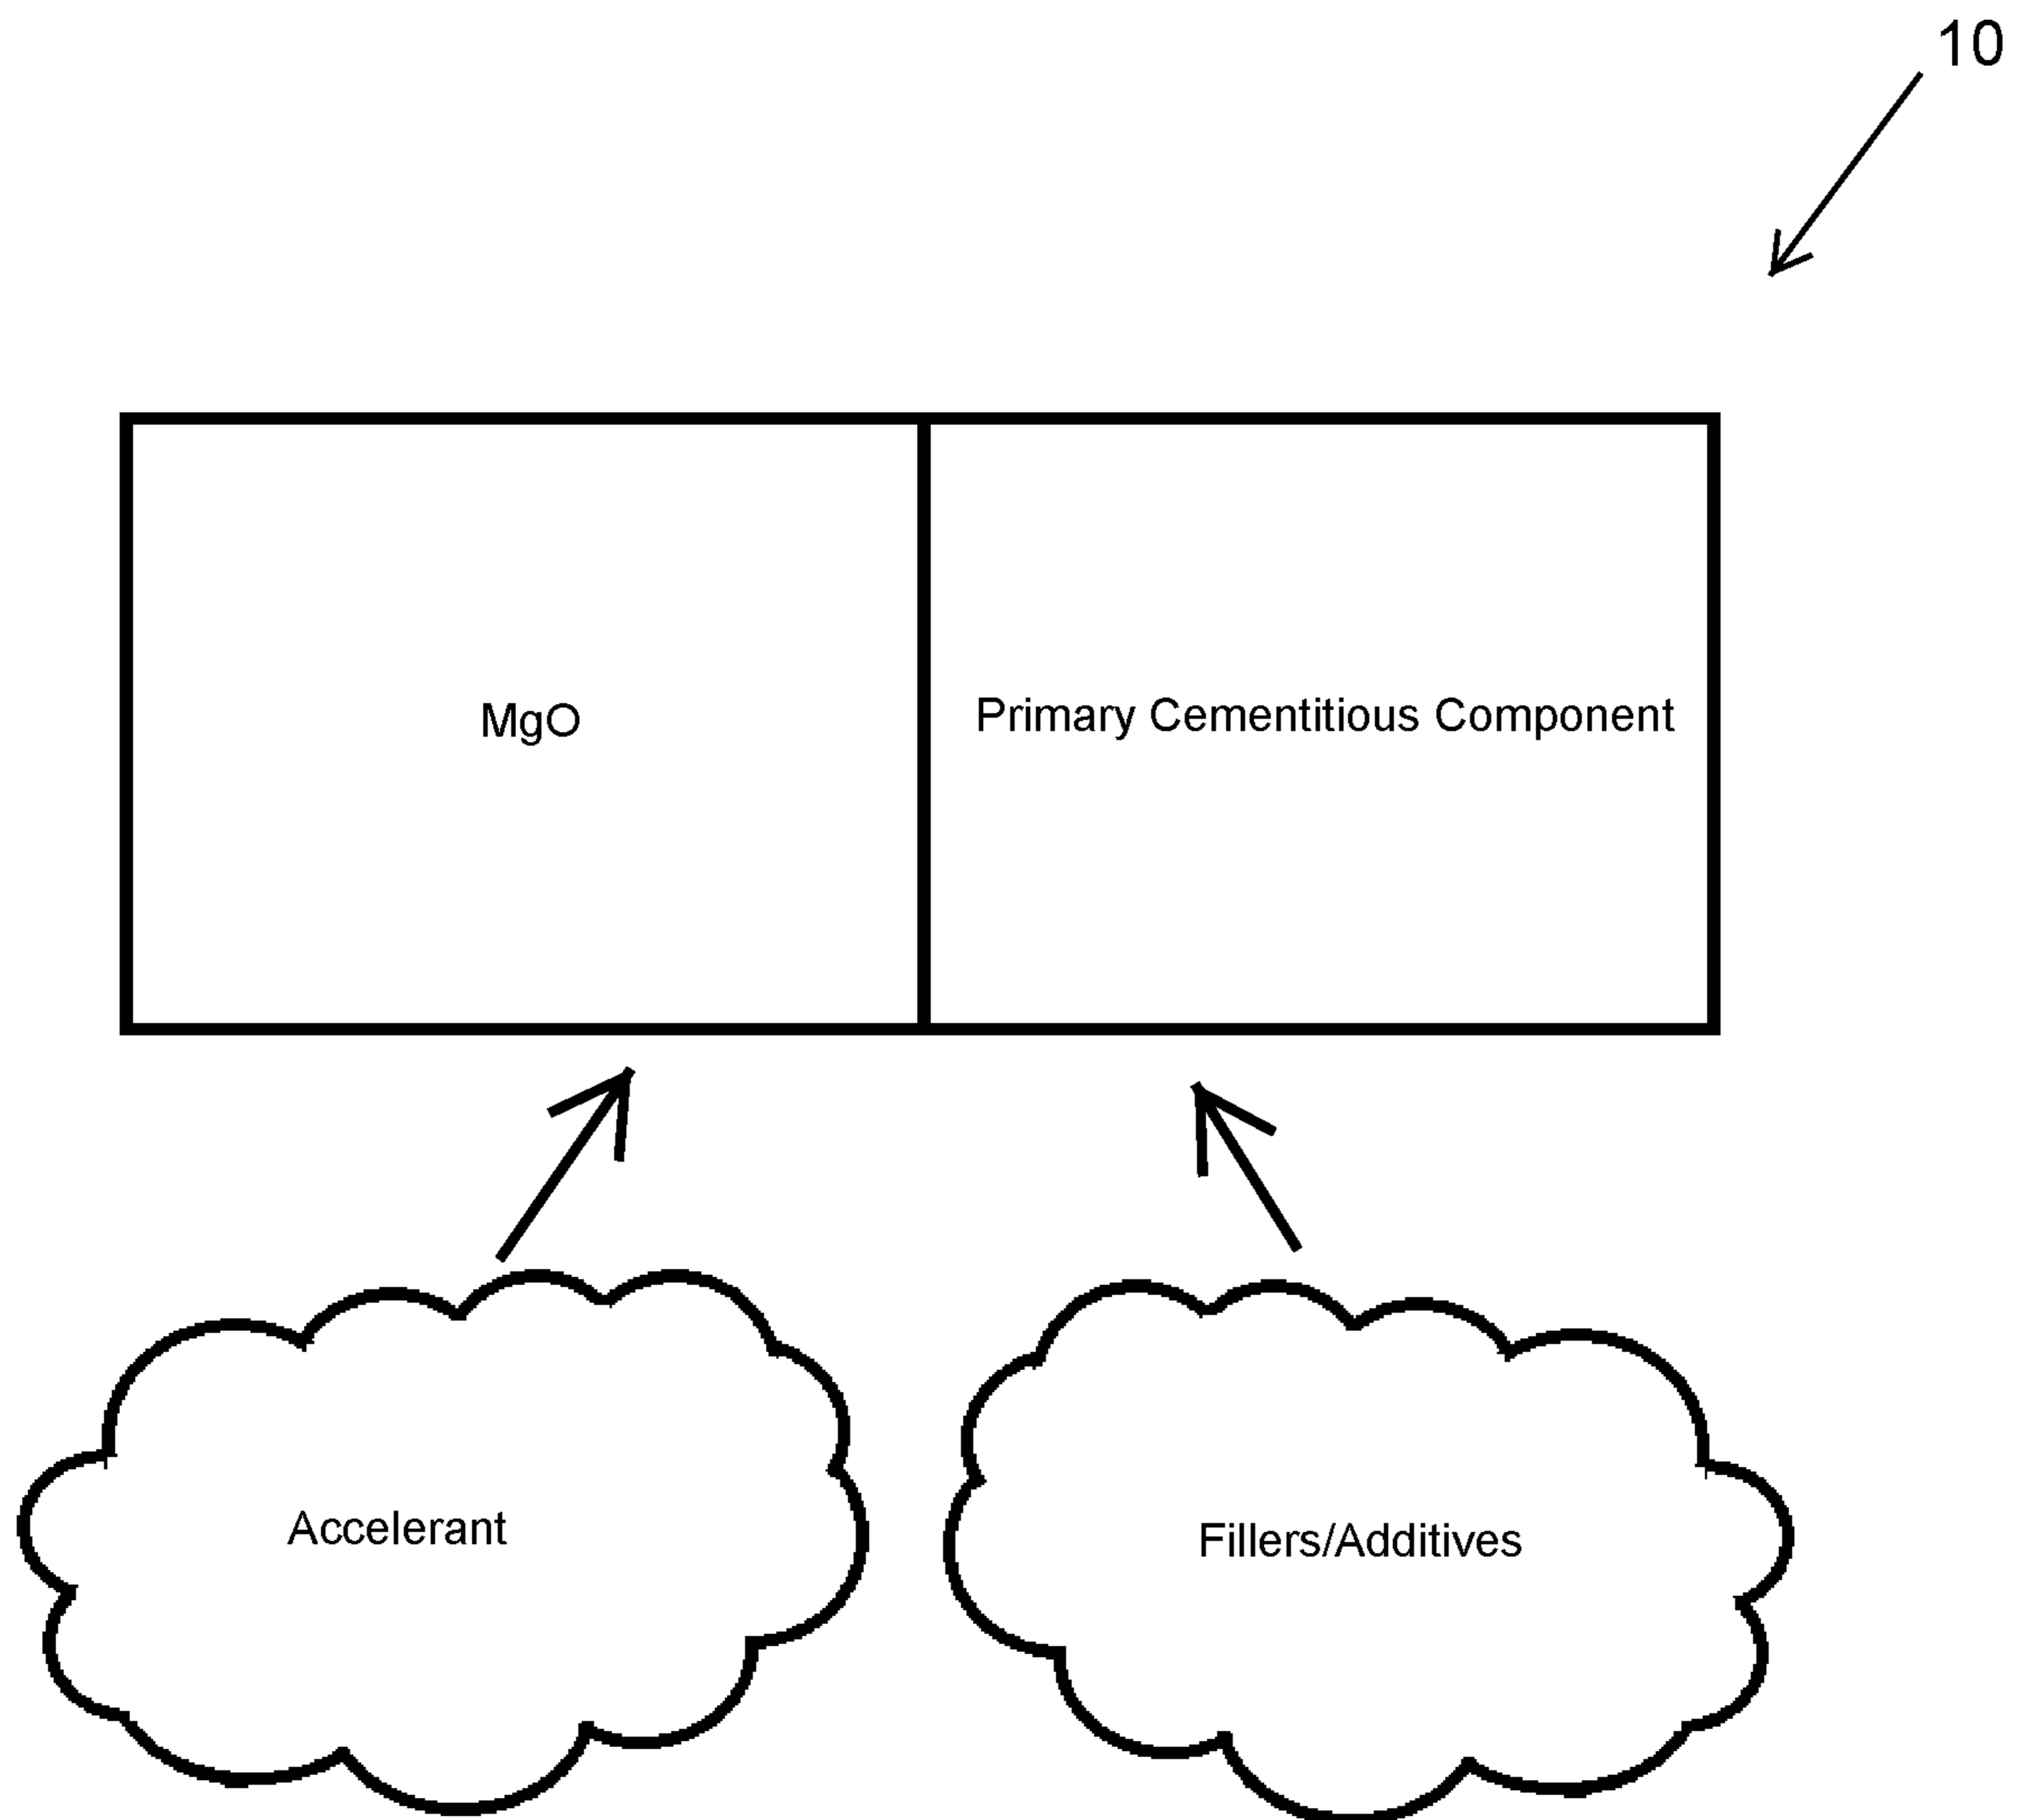 10
MgO
Primary Cementitious Component
Accelerant
Fillers/Additives